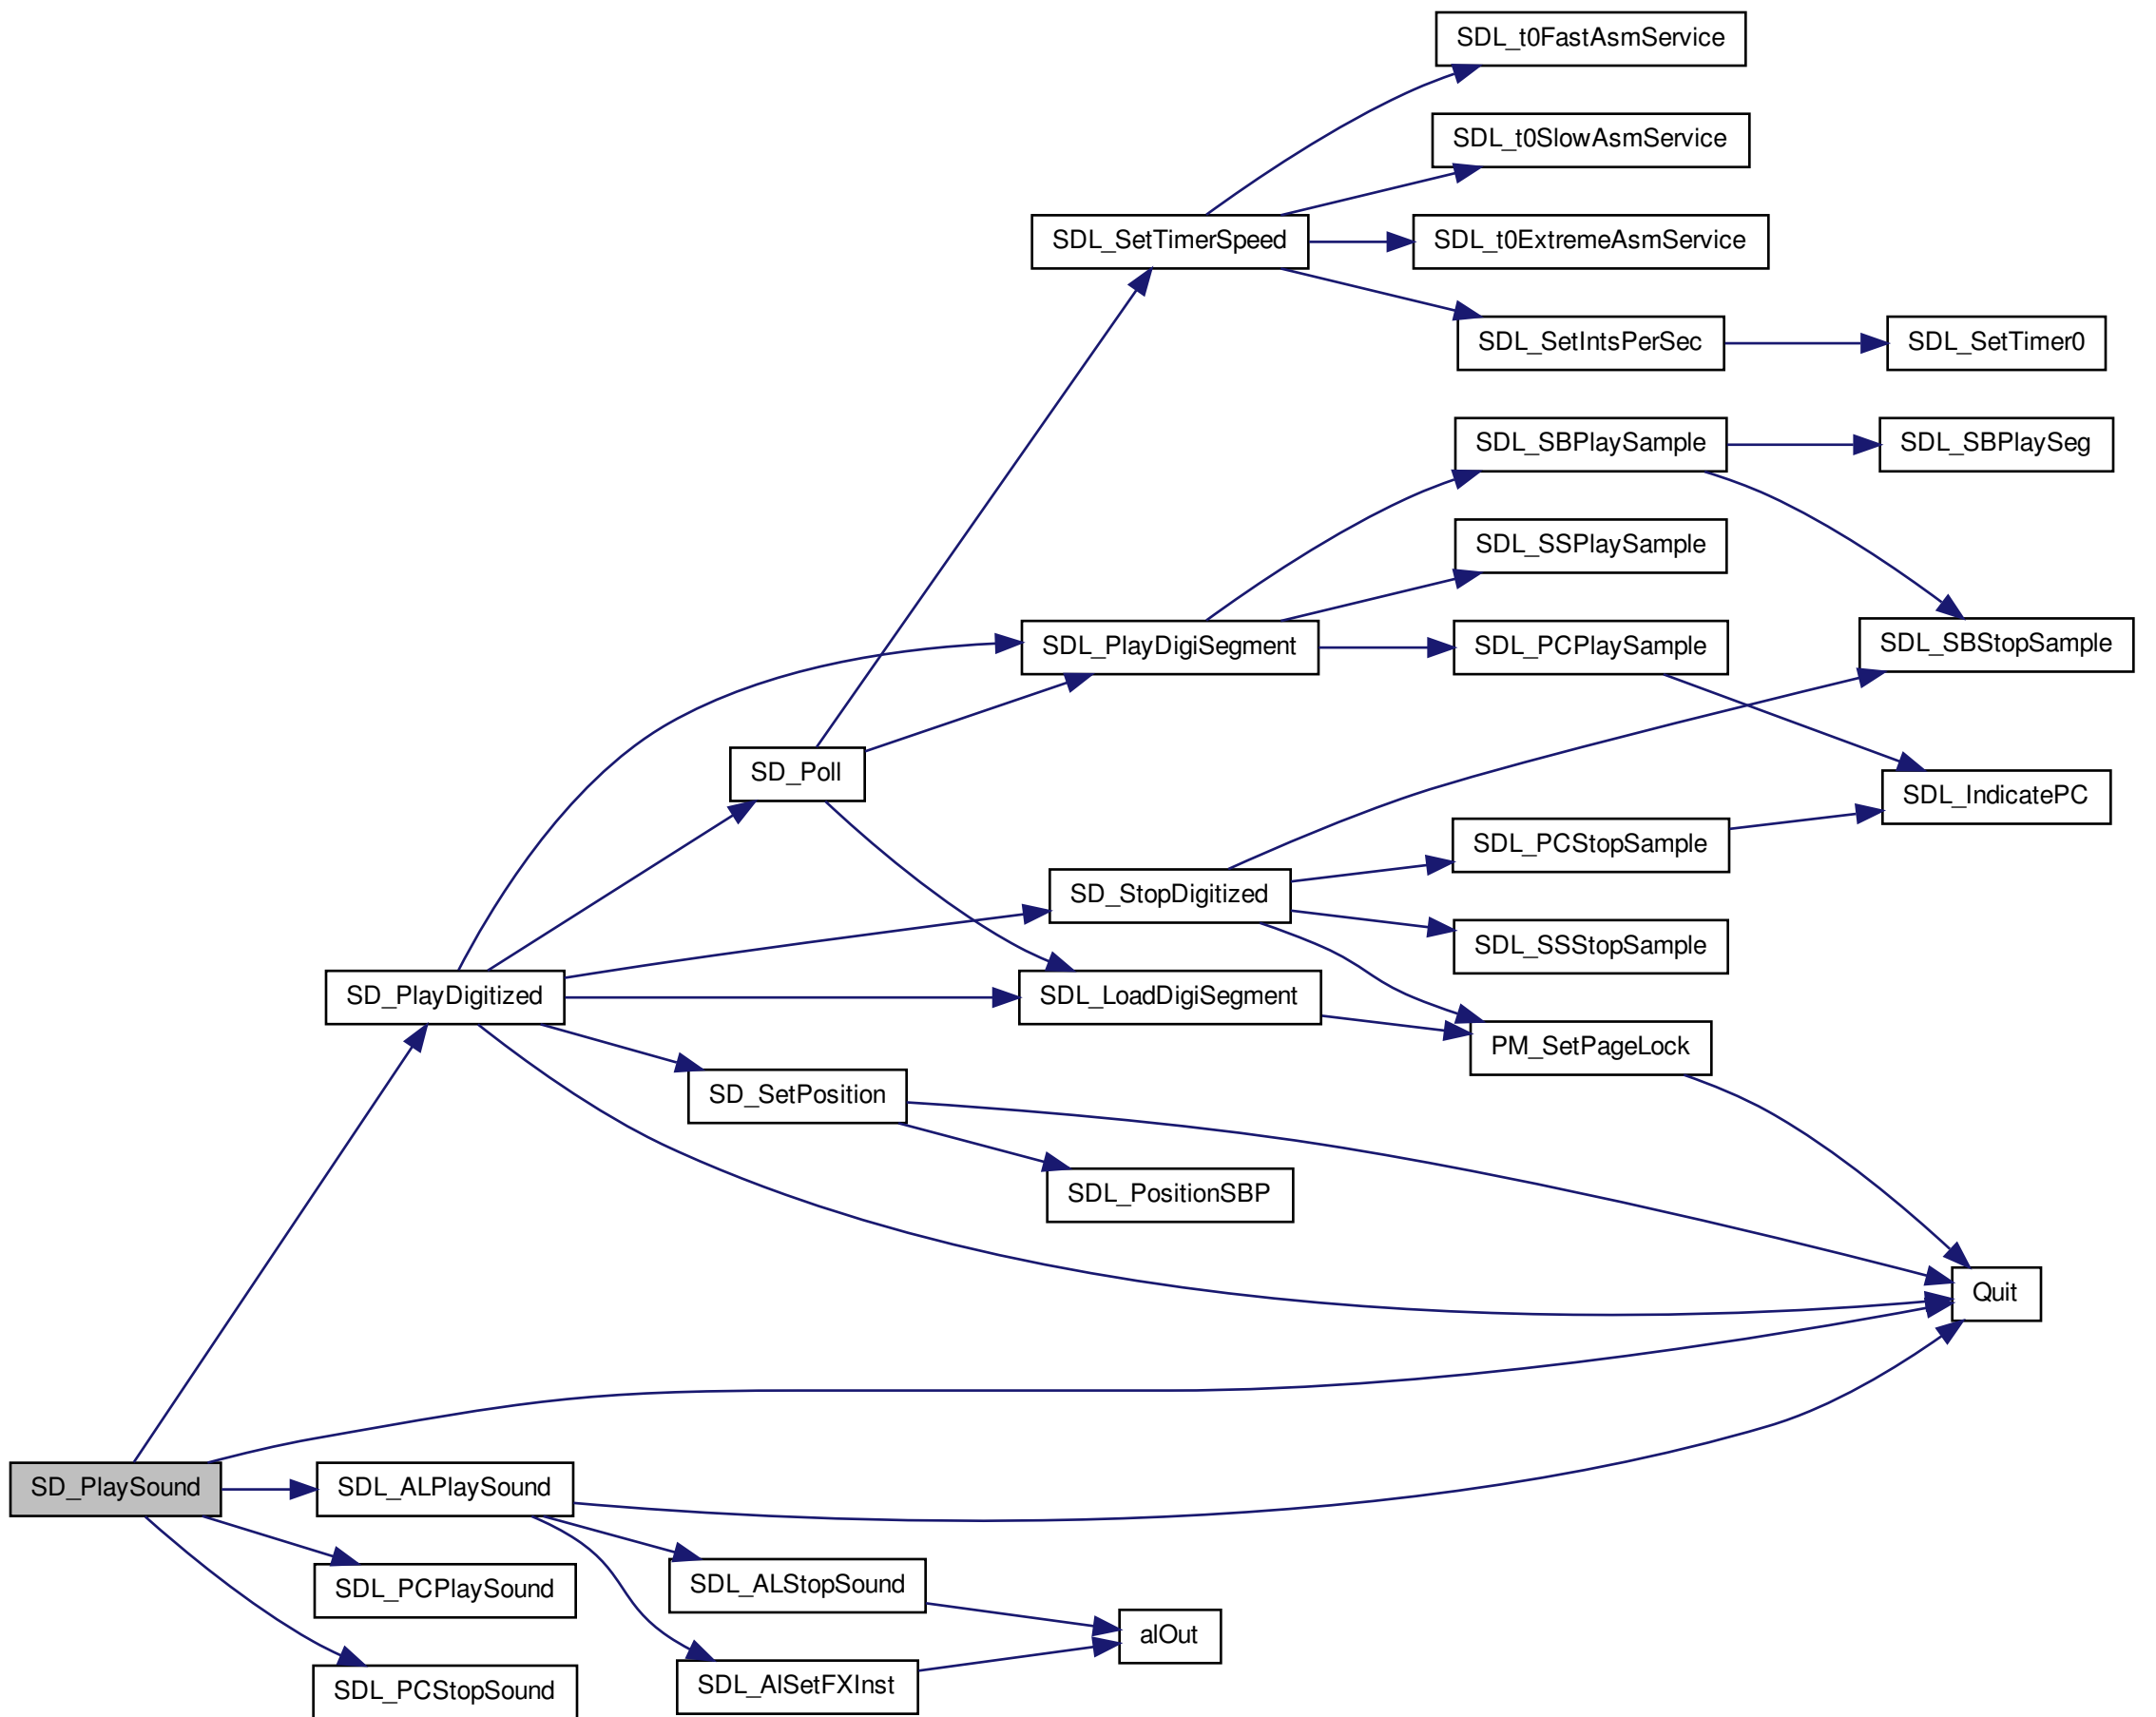 SDL_t0FastAsmService
SDL_t0SlowAsmService
SDL_SetTimerSpeed
SDL_t0ExtremeAsmService
SDL_SetIntsPerSec
SDL_SetTimer0
SDL_SBPlaySample
SDL_SBPlaySeg
SDL_SSPlaySample
SDL_PlayDigiSegment
SDL_PCPlaySample
SDL_SBStopSample
SD_Poll
SDL_IndicatePC
SDL_PCStopSample
SD_StopDigitized
SDL_SSStopSample
SD_PlayDigitized
SDL_LoadDigiSegment
PM_SetPageLock
SD_SetPosition
SDL_PositionSBP
Quit
SD_PlaySound
SDL_ALPlaySound
SDL_PCPlaySound
SDL_ALStopSound
alOut
SDL_PCStopSound
SDL_AlSetFXInst